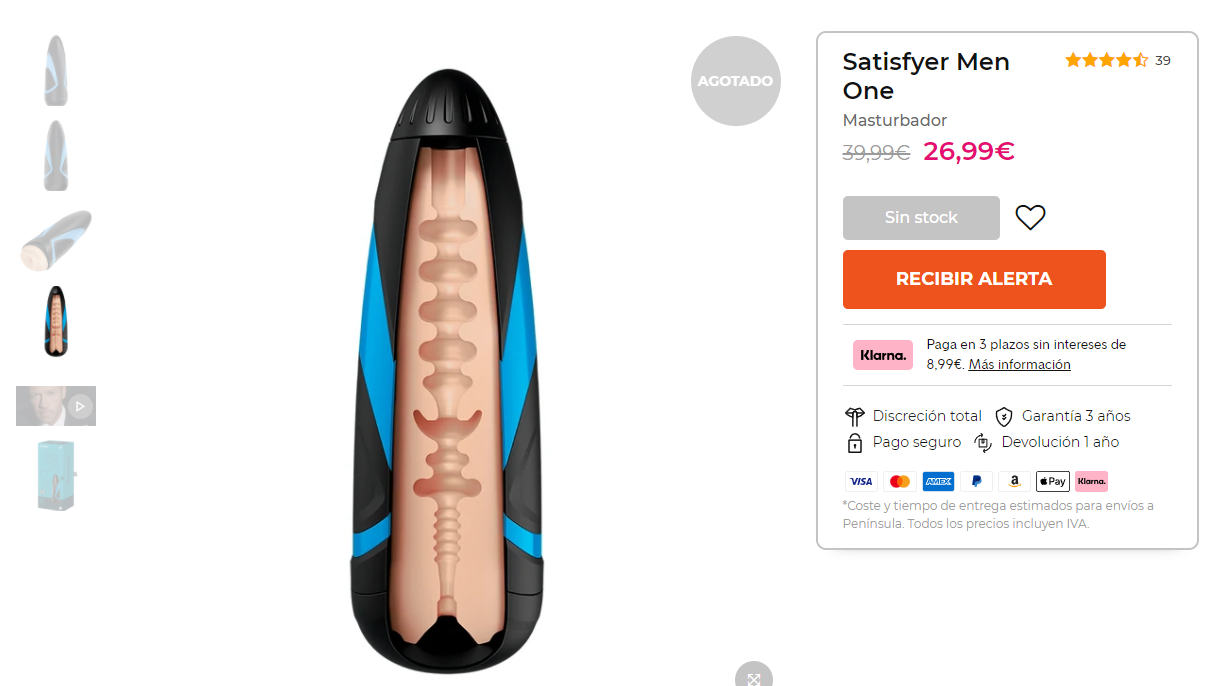 AGOTADO
Satisfyer Men
One
39
Masturbador
39,99€ 26,99€
Sin stock
RECIBIR ALERTA
Klarna.
Paga en 3 plazos sin intereses de
8,99€. Más información
Discreción total Garantía 3 años
Pago seguro Devolución 1 año
VISA AMEX a Pay Klarna.
*Coste y tiempo de entrega estimados para envíos a
Península. Todos los precios incluyen IVA.